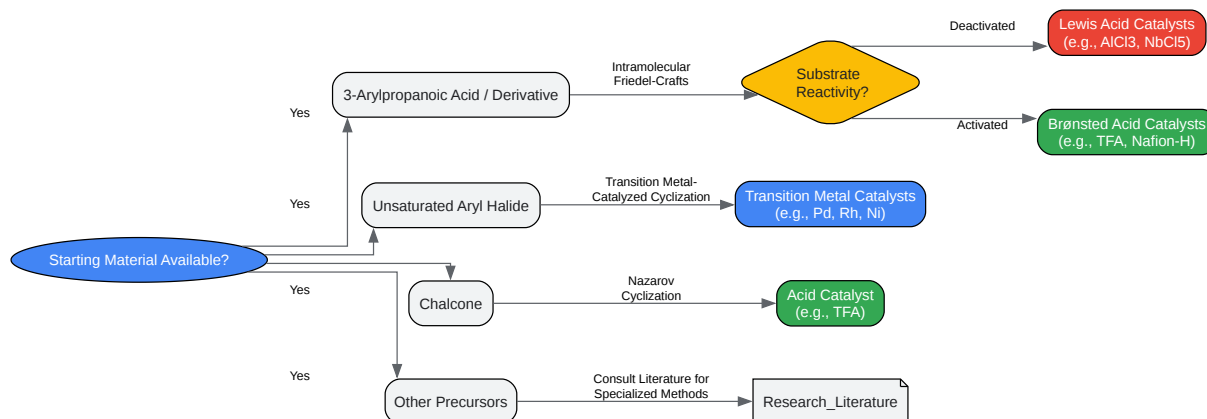 Deactivated
Lewis Acid Catalysts
(e.g., AlCl3, NbCl5)
Intramolecular
Friedel-Crafts
Substrate
Reactivity?
3-Arylpropanoic Acid / Derivative
Yes
Activated
Brønsted Acid Catalysts
(e.g., TFA, Nafion-H)
Yes
Unsaturated Aryl Halide
Transition Metal-
Catalyzed Cyclization
Transition Metal Catalysts
(e.g., Pd, Rh, Ni)
Starting Material Available?
Yes
Chalcone
Nazarov
Cyclization
Acid Catalyst
(e.g., TFA)
Yes
Other Precursors
Consult Literature for
Specialized Methods
Research_Literature